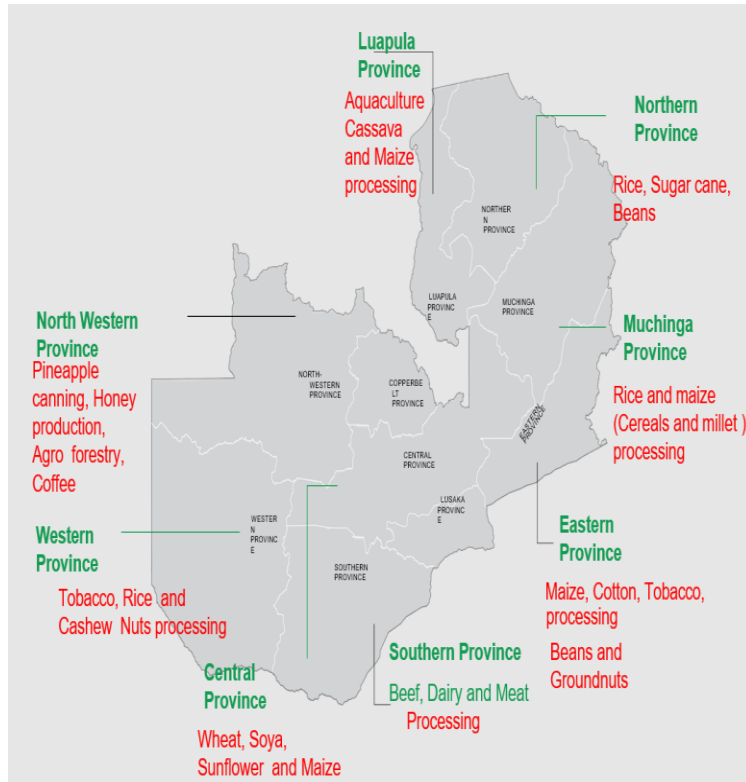 Luapula
Province
Aquaculture
Cassava
and Maize
processing
Northern
Province
Rice, Sugar cane,
Beans
NORTHER
N
PROVINCE
LUAPULA
PROVINC
E
MUCHINGA
PROVINCE
North Western
Province
Pineapple
canning, Honey
production,
Agro forestry,
Coffee
Muchinga
Province
Rice and maize
(Cereals and millet )
processing
NORTH-
WESTERN
PROVINCE
COPPERBE
LT PROVINCE
EASTERN
PROVINCE
CENTRAL
PROVINCE
LUSAKA
PROVINC
E
WESTER
N
PROVINC
E
SOUTHERN
PROVINCE
Western
Province
Tobacco, Rice and
Cashew Nuts processing
Eastern
Province
Maize, Cotton, Tobacco,
processing
Beans and
Groundnuts
Central
Province
Wheat, Soya,
Sunflower and Maize
Southern Province
Beef, Dairy and Meat
Processing